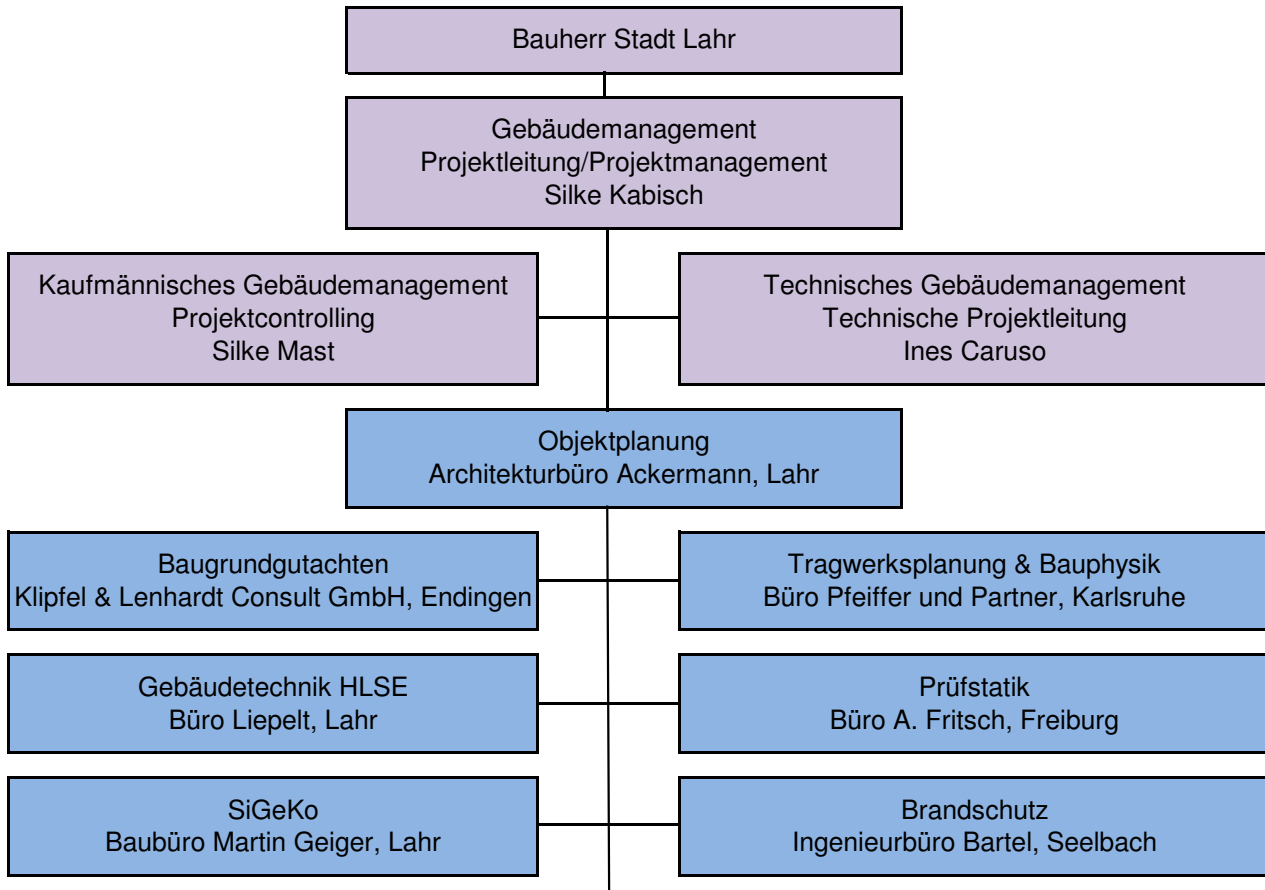 Bauherr Stadt Lahr
Gebäudemanagement
Projektleitung/Projektmanagement
Silke Kabisch
Kaufmännisches Gebäudemanagement
Projektcontrolling
Silke Mast
Technisches Gebäudemanagement
Technische Projektleitung
Ines Caruso
Objektplanung
Architekturbüro Ackermann, Lahr
Baugrundgutachten
Klipfel & Lenhardt Consult GmbH, Endingen
Tragwerksplanung & Bauphysik
Büro Pfeiffer und Partner, Karlsruhe
Gebäudetechnik HLSE
Büro Liepelt, Lahr
Prüfstatik
Büro A. Fritsch, Freiburg
SiGeKo
Baubüro Martin Geiger, Lahr
Brandschutz
Ingenieurbüro Bartel, Seelbach